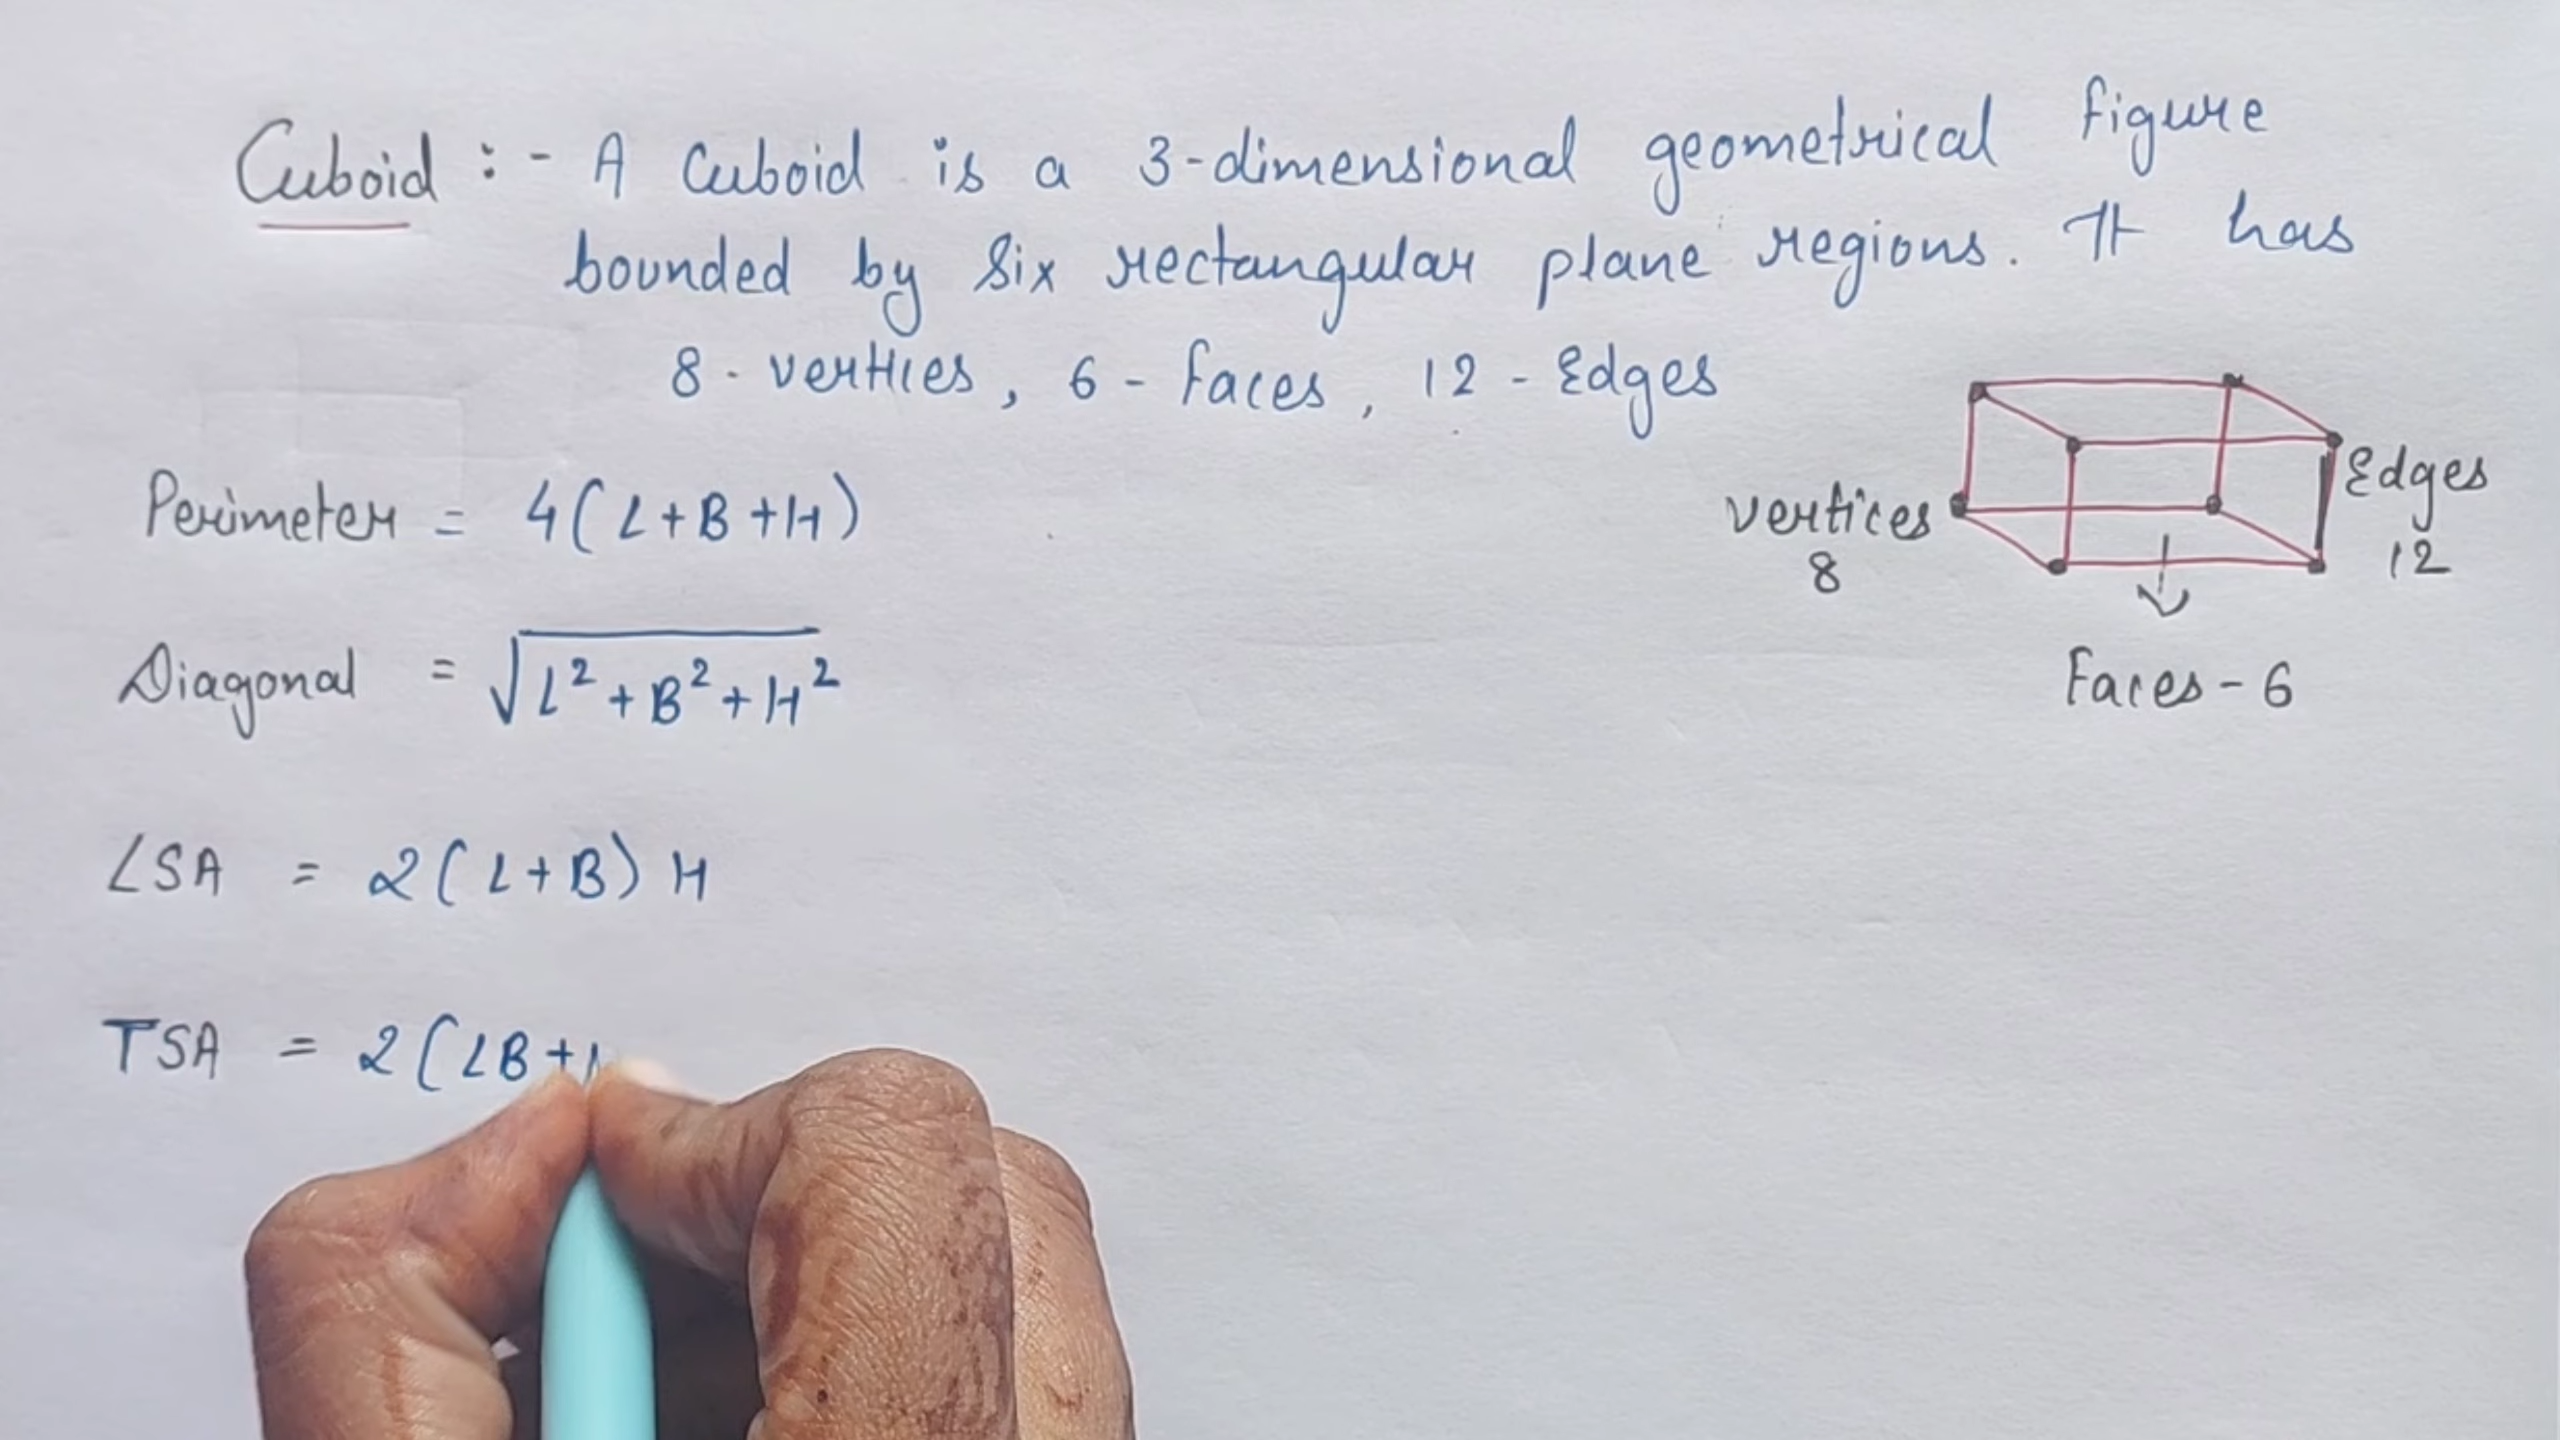 Cuboid :- A Cuboid is a 3-dimensional geometrical figure
bounded by Six rectangular plane regions. It has
8 - vertices, 6 - Faces, 12 - Edges
Perimeter = 4(L+B+H)
Diagonal = √L²+B²+H²
LSA = 2(L+B)H
TSA = 2(LB+
vertices
8
Edges
12
Faces - 6